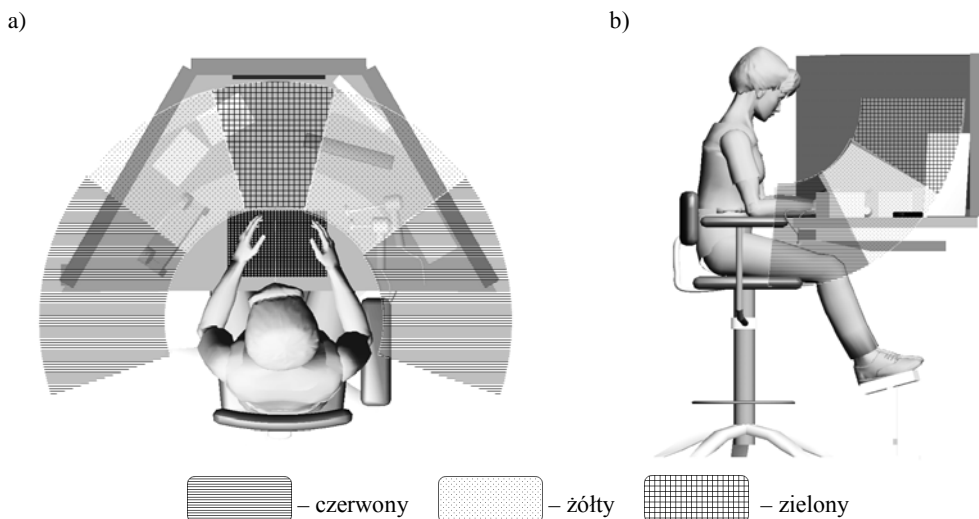 a)
b)
– czerwony
– żółty
– zielony